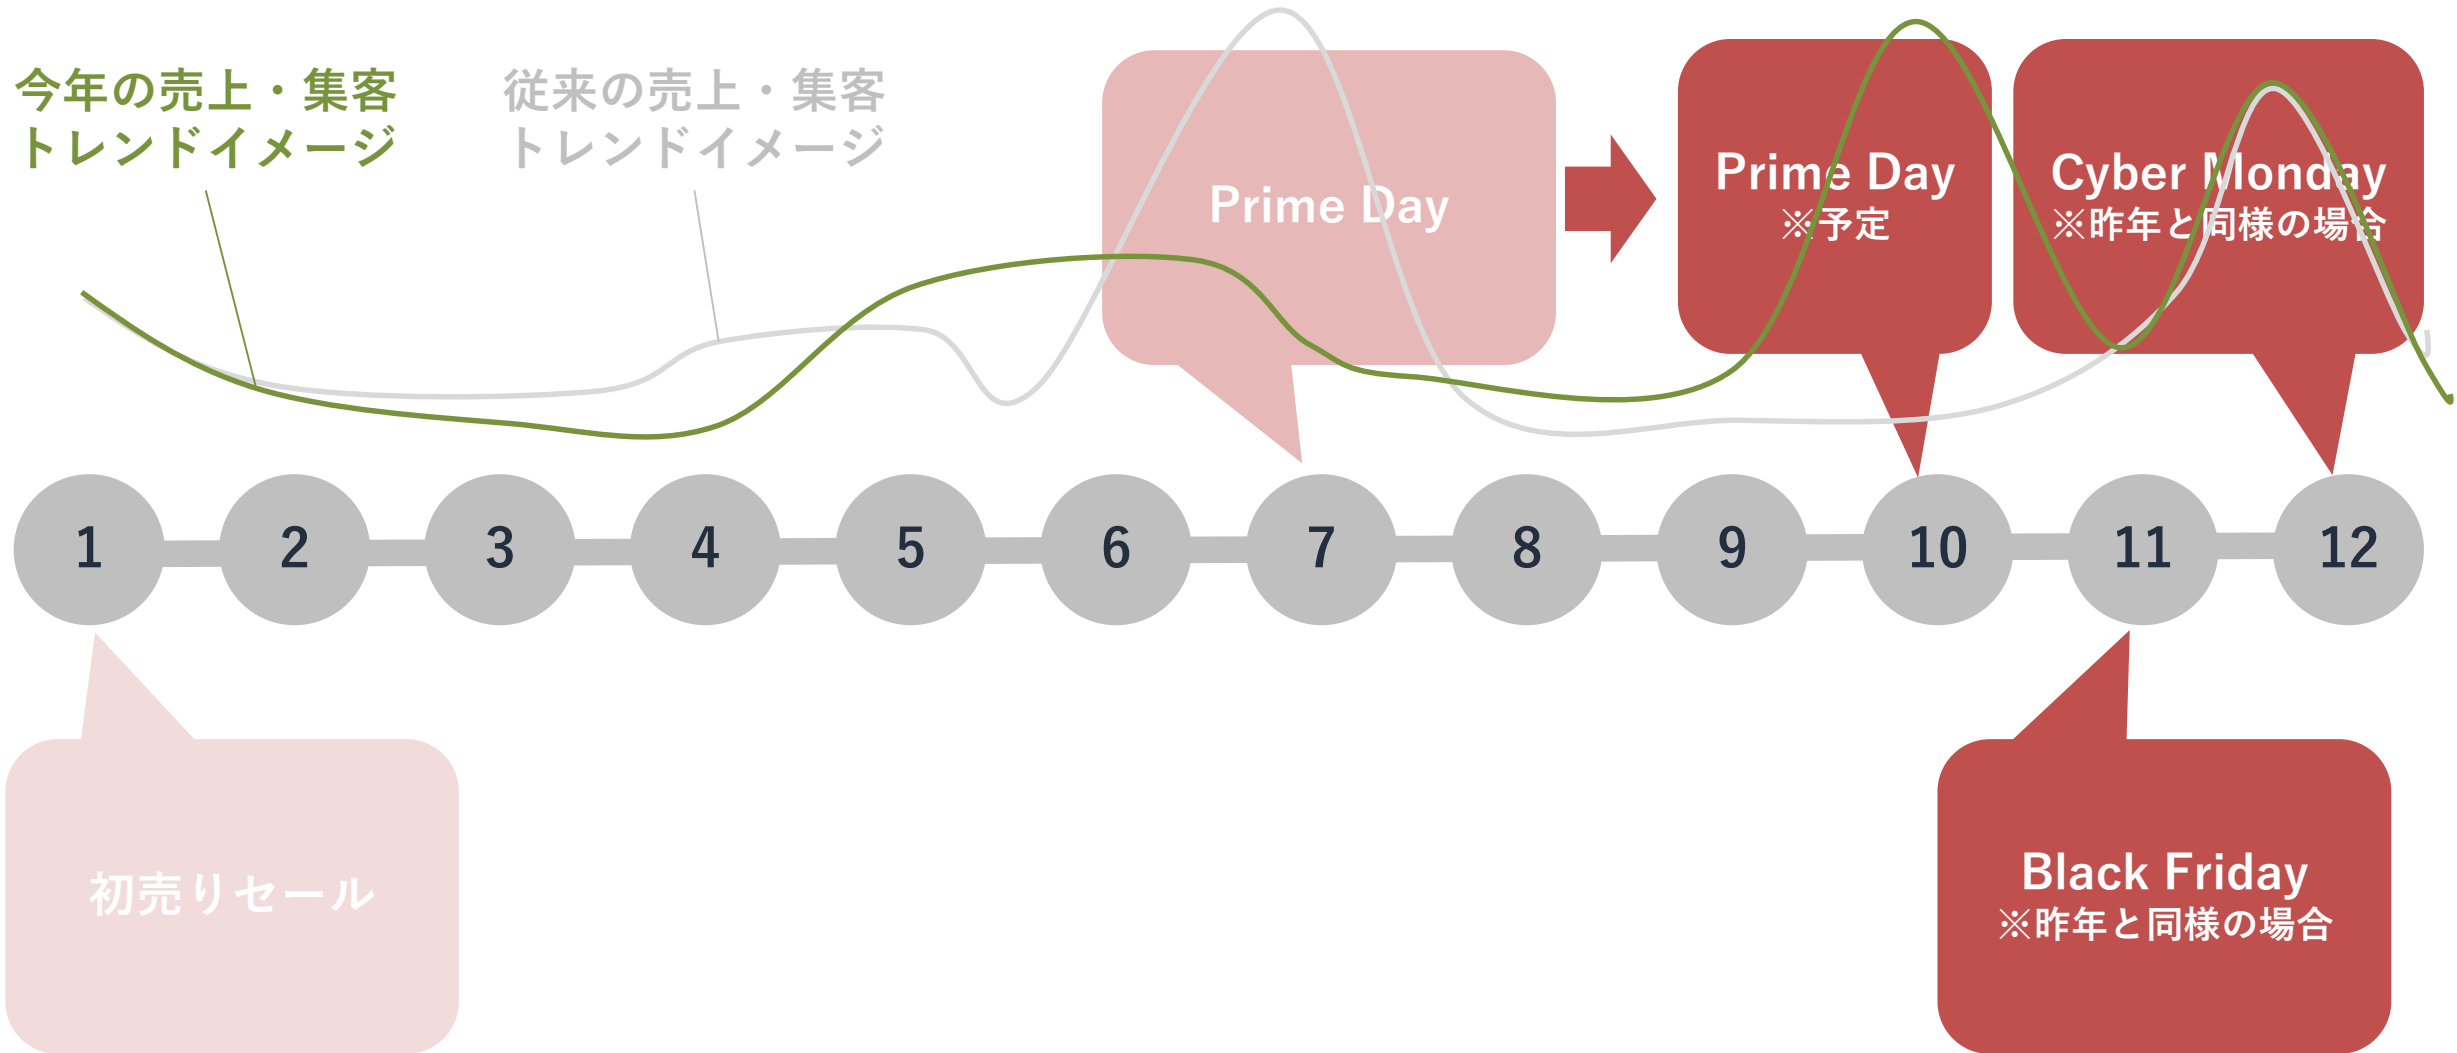 今年の売上・集客
トレンドイメージ
従来の売上・集客
トレンドイメージ
Prime Day
Prime Day
※予定
Cyber Monday
※昨年と同様の場合
1 2 3 4 5 6 7 8 9 10 11 12
初売りセール
Black Friday
※昨年と同様の場合